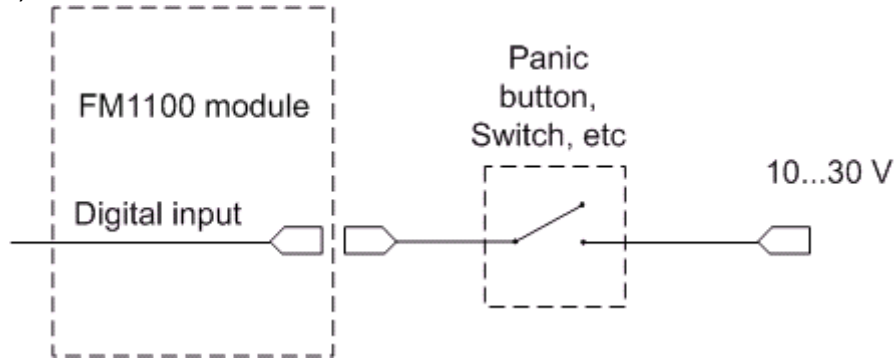 FM1100 module
Digital input
Panic
button,
Switch, etc
10...30 V